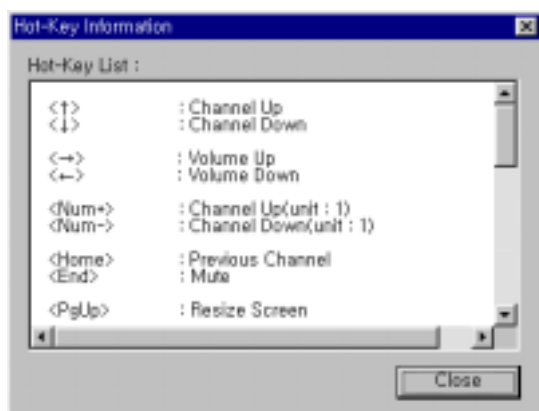 Hot-Key Information
Hot-Key List :
<↑> : Channel Up
<↓> : Channel Down
<→> : Volume Up
<←> : Volume Down
<Num+> : Channel Up(unit : 1)
<Num-> : Channel Down(unit : 1)
<Home> : Previous Channel
<End> : Mute
<PgUp> : Resize Screen
Close